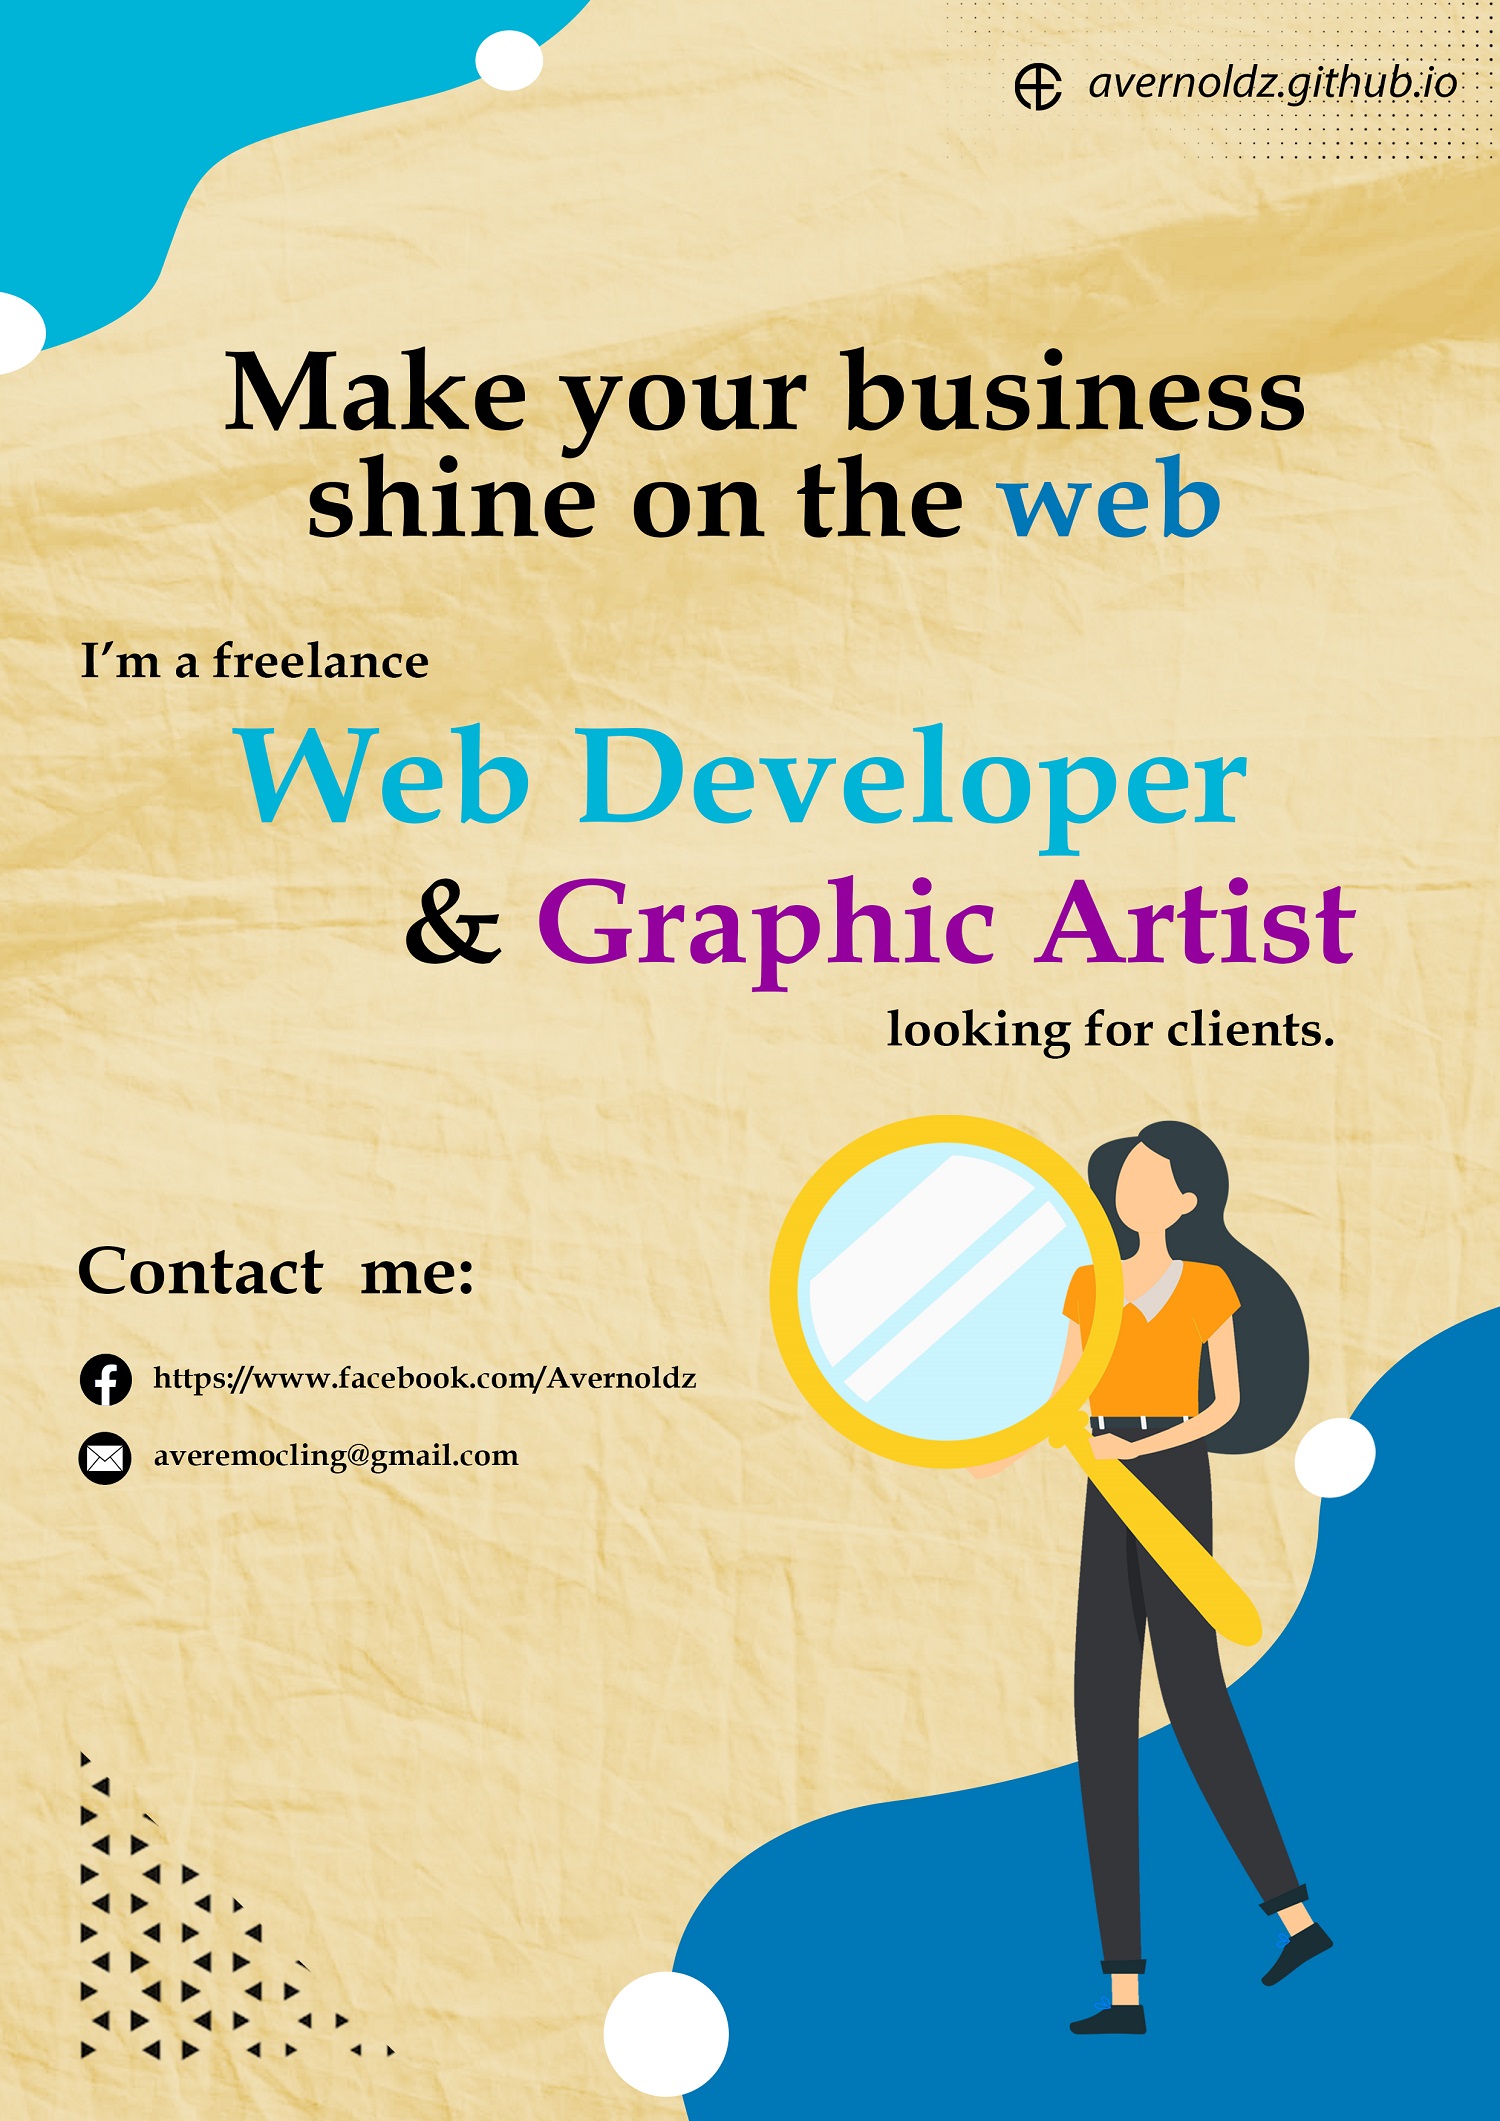 avernoldz.github.io
Make your business
shine on the web
I'm a freelance
Web Developer
& Graphic Artist
looking for clients.
Contact me:
https://www.facebook.com/Avernoldz
averemocling@gmail.com